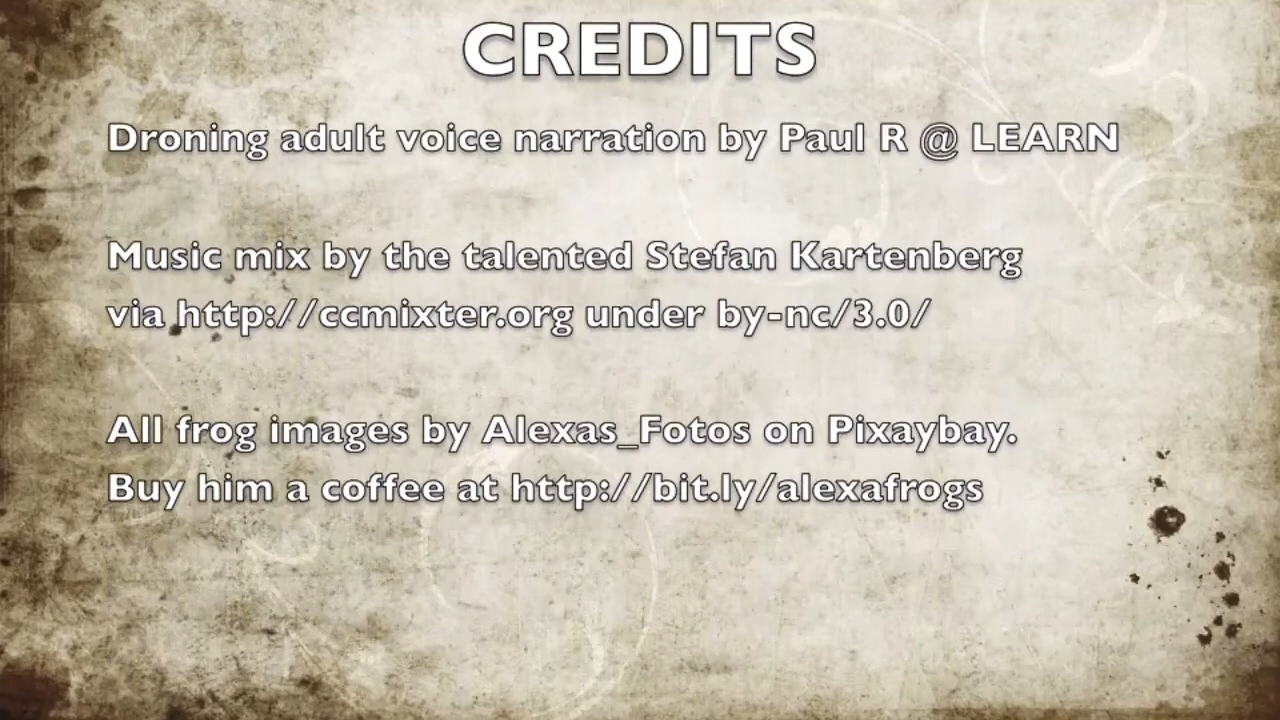 CREDITS
Droning adult voice narration by Paul R @ LEARN
Music mix by the talented Stefan Kartenberg
via http://ccmixter.org under by-nc/3.0/
All frog images by Alexas_Fotos on Pixaybay.
Buy him a coffee at http://bit.ly/alexafrogs